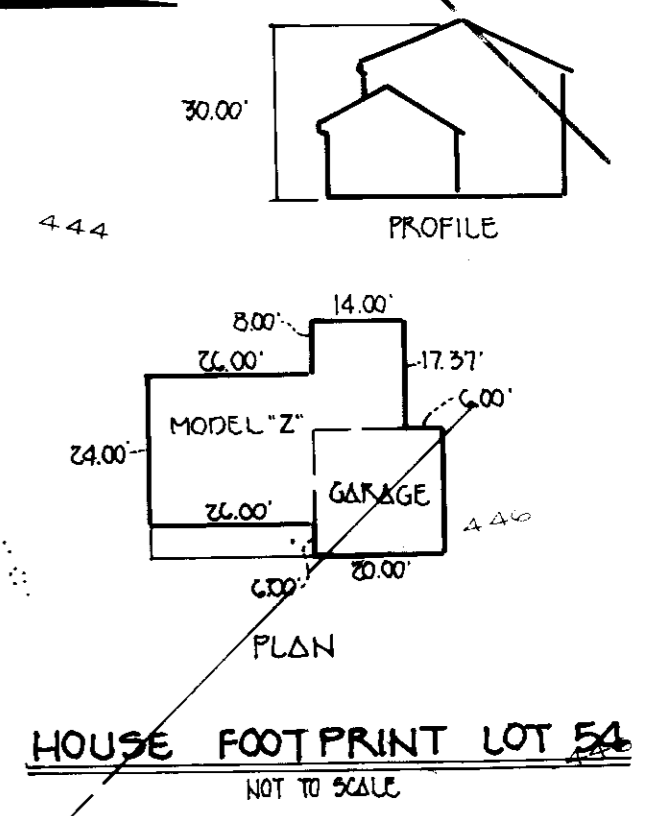 30.00'
444
PROFILE
14.00'
8.00'
26.00'
17.37'
6.00'
MODEL "Z"
24.00'
GARAGE
26.00'
446
20.00'
6.00'
PLAN
HOUSE FOOTPRINT LOT 54
NOT TO SCALE